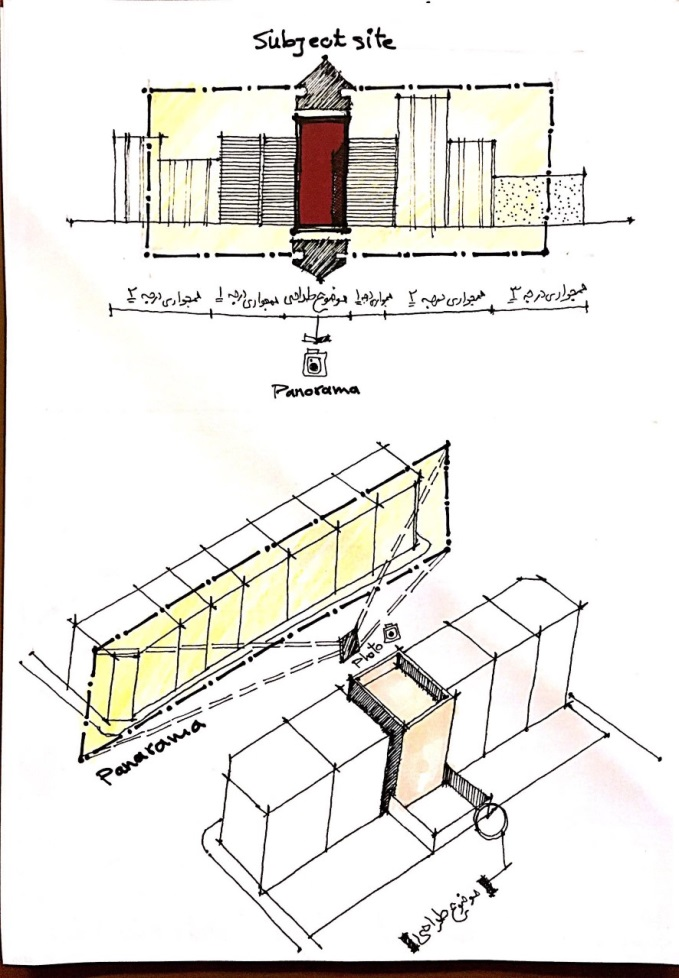 Subject site
همجواری درجه ۲ همجواری درجه ۱ موضوع طراحی همجواری درجه ۱ همجواری درجه ۲ همجواری درجه ۳
Panorama
Photo
Panorama
موضوع طراحی